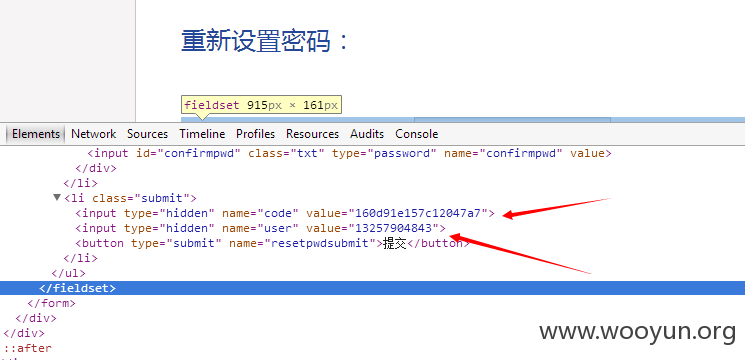 重新设置密码：
fieldset 915px × 161px
Elements Network Sources Timeline Profiles Resources Audits Console
<input id="confirmpwd" class="txt" type="password" name="confirmpwd" value>
</div>
</li>
▼<li class="submit">
<input type="hidden" name="code" value="160d91e157c12047a7">
<input type="hidden" name="user" value="13257904843">
<button type="submit" name="resetpwdsubmit">提交</button>
</li>
</ul>
</fieldset>
</form>
</div>
</div>
::after
www.wooyun.org